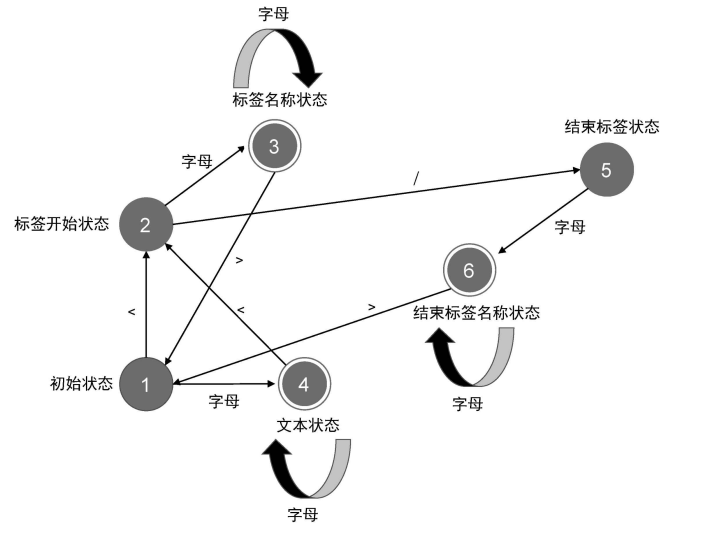 字母
标签名称状态
3
结束标签状态
5
字母
/
标签开始状态
2
字母
>
6
<
<
>
结束标签名称状态
初始状态
1
字母
4
字母
文本状态
字母